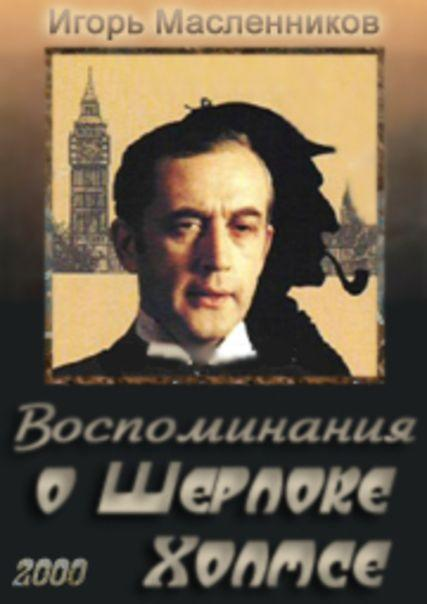 Игорь Масленников
Воспоминания
о Шерлоке
Холмсе
2000